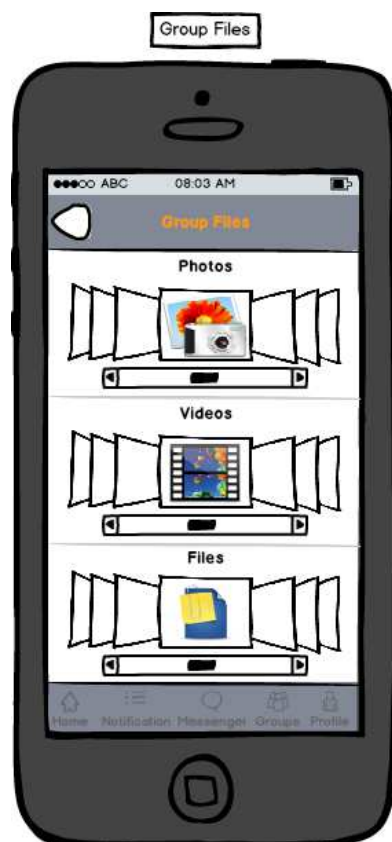 Group Files
ABC 08:03 AM
Group Files
Photos
Videos
Files
Home Notification Messenger Groups Profile